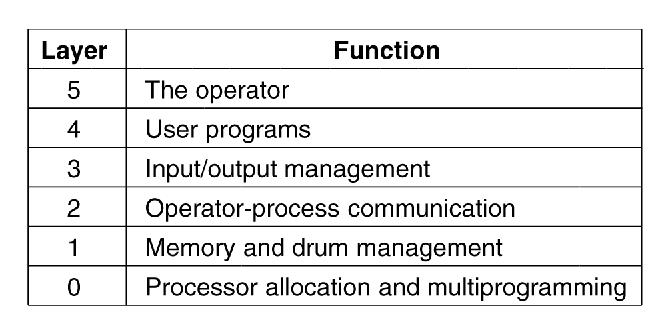 Layer Function
5 The operator
4 User programs
3 Input/output management
2 Operator-process communication
1 Memory and drum management
0 Processor allocation and multiprogramming